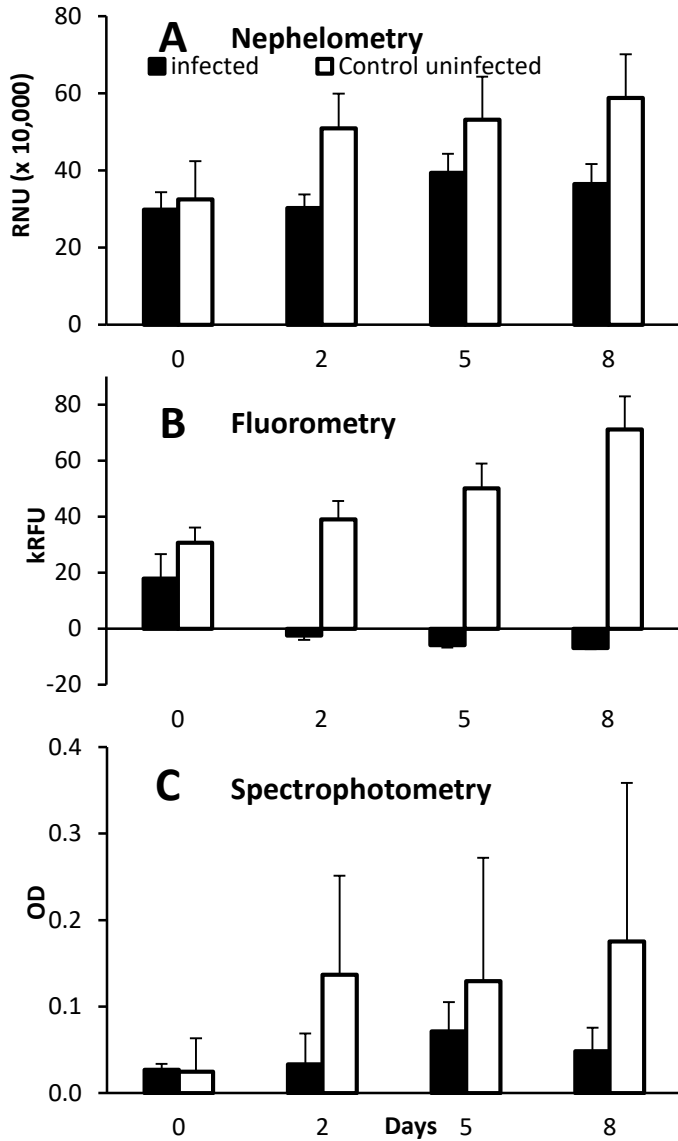 A Nephelometry
infected Control uninfected
RNU (x 10,000)
80
60
40
20
0
0 2 5 8
B Fluorometry
kRFU
80
60
40
20
0
-20
0 2 5 8
C Spectrophotometry
OD
0.4
0.3
0.2
0.1
0.0
0 2 Days 5 8